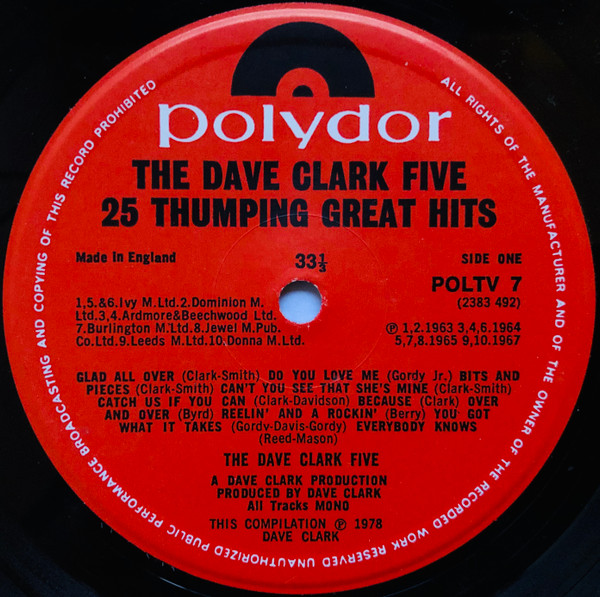 polydor
THE DAVE CLARK FIVE
25 THUMPING GREAT HITS
Made In England
33⅓
SIDE ONE
POLTV 7
(2383 492)
1,5.&6.Ivy M.Ltd.2.Dominion M.
Ltd.3,4.Ardmore&Beechwood Ltd.
7.Burlington M.Ltd.8.Jewel M.Pub.
Co.Ltd.9.Leeds M.Ltd.10.Donna M.Ltd.
℗ 1,2.1963 3,4,6.1964
5,7,8.1965 9,10.1967
GLAD ALL OVER (Clark-Smith) DO YOU LOVE ME (Gordy Jr.) BITS AND
PIECES (Clark-Smith) CAN'T YOU SEE THAT SHE'S MINE (Clark-Smith)
CATCH US IF YOU CAN (Clark-Davidson) BECAUSE (Clark) OVER
AND OVER (Byrd) REELIN' AND A ROCKIN' (Berry) YOU GOT
WHAT IT TAKES (Gordy-Davis-Gordy) EVERYBODY KNOWS
(Reed-Mason)
THE DAVE CLARK FIVE
A DAVE CLARK PRODUCTION
PRODUCED BY DAVE CLARK
All Tracks MONO
THIS COMPILATION ℗ 1978
DAVE CLARK
ALL RIGHTS OF THE MANUFACTURER AND OF THE OWNER OF THE RECORDED WORK RESERVED UNAUTHORIZED PUBLIC PERFORMANCE BROADCASTING AND COPYING OF THIS RECORD PROHIBITED